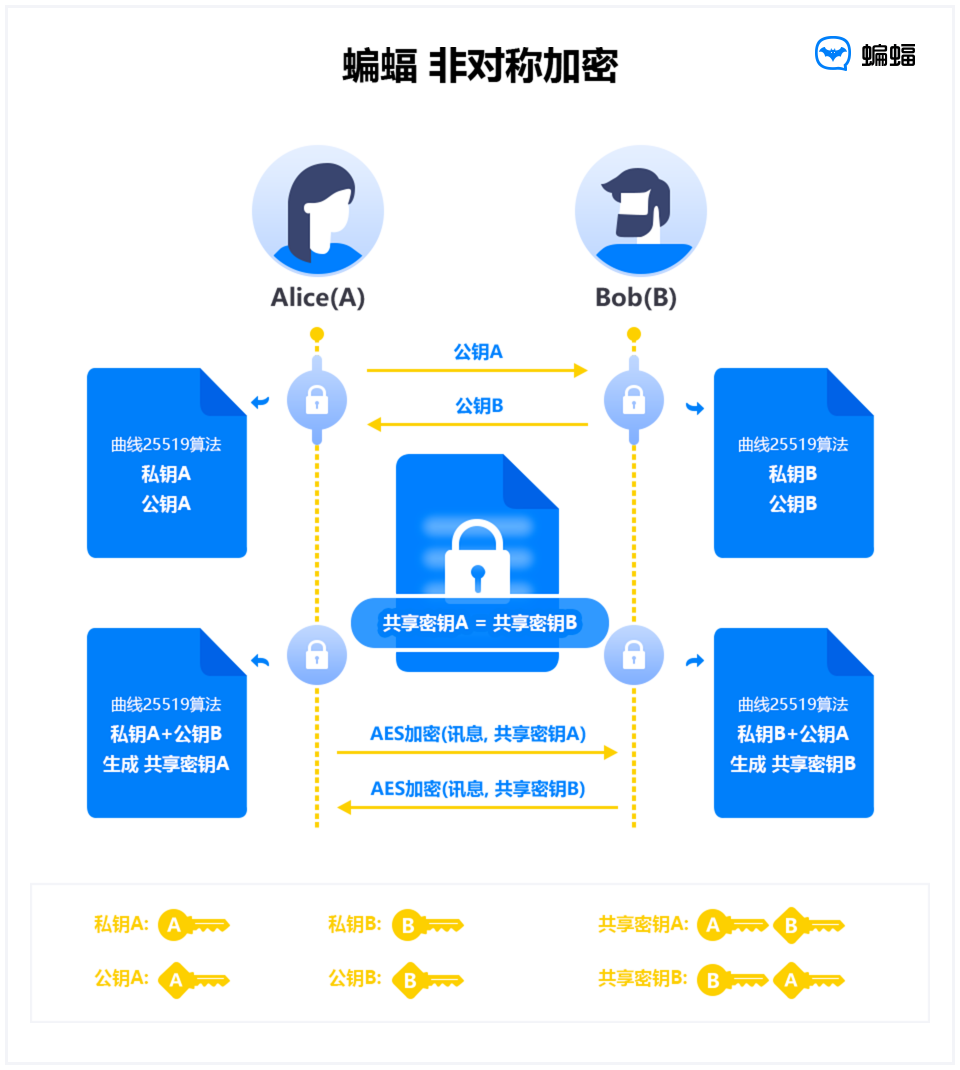 蝙蝠 非对称加密
蝙蝠
Alice(A)
Bob(B)
公钥A
公钥B
曲线25519算法
私钥A
公钥A
曲线25519算法
私钥B
公钥B
共享密钥A = 共享密钥B
曲线25519算法
私钥A+公钥B
生成 共享密钥A
曲线25519算法
私钥B+公钥A
生成 共享密钥B
AES加密(讯息, 共享密钥A)
AES加密(讯息, 共享密钥B)
私钥A: A
私钥B: B
共享密钥A: A B
公钥A: A
公钥B: B
共享密钥B: B A